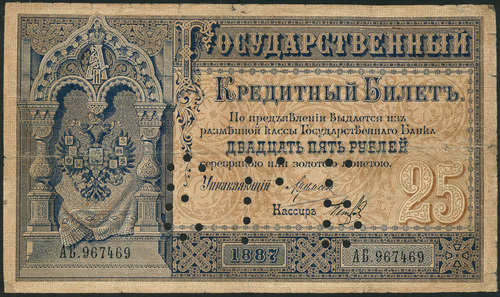 Государственный
Кредитный Билетъ.
По предъявленіи выдается изъ
размѣнной кассы Государственнаго Банка
ДВАДЦАТЬ ПЯТЬ РУБЛЕЙ
серебряною или золотою монетою.
Управляющій
Кассиръ
25
АБ.967469
1887
АБ.967469